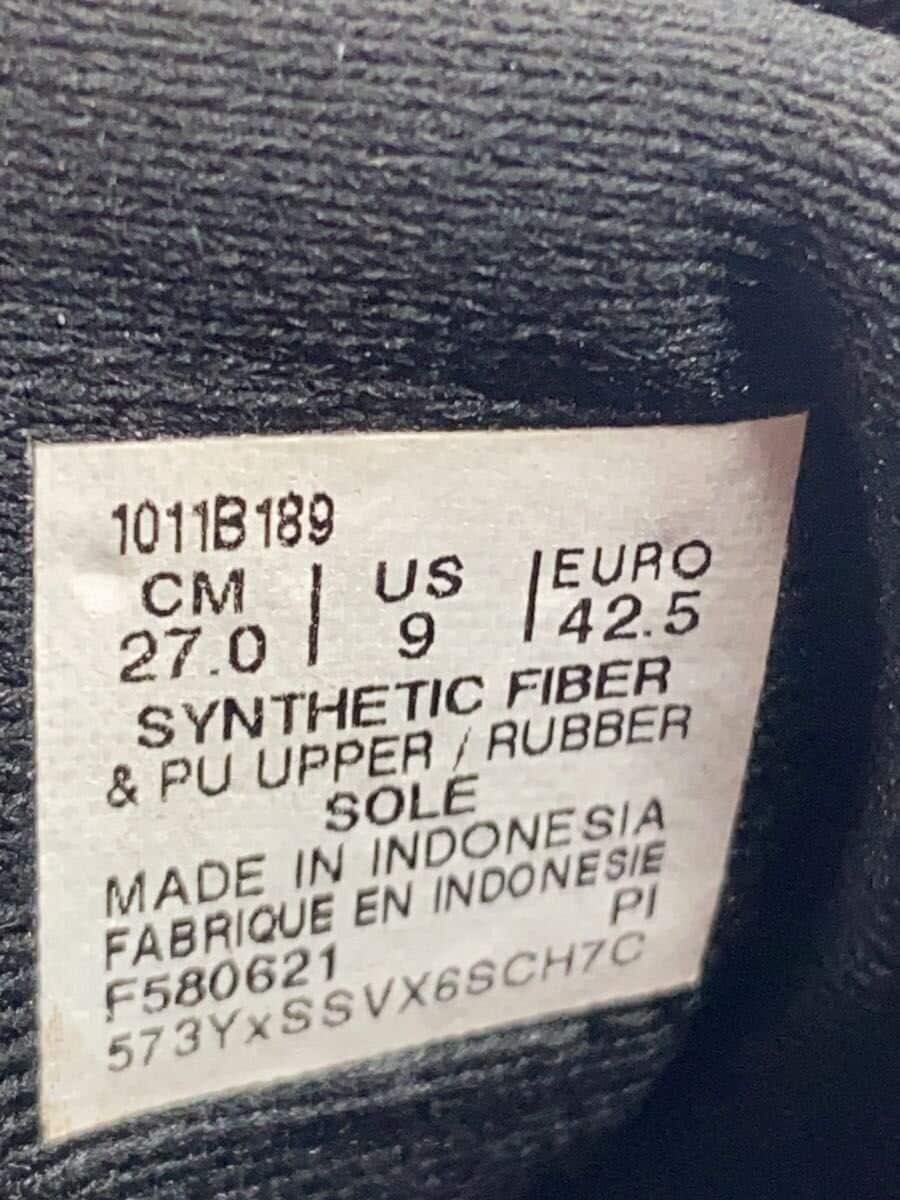 1011B189
CM | US | EURO
27.0 | 9 | 42.5
SYNTHETIC FIBER
& PU UPPER / RUBBER
SOLE
MADE IN INDONESIA
FABRIQUE EN INDONESIE
PI
F580621
573YxSSVX6SCH7C